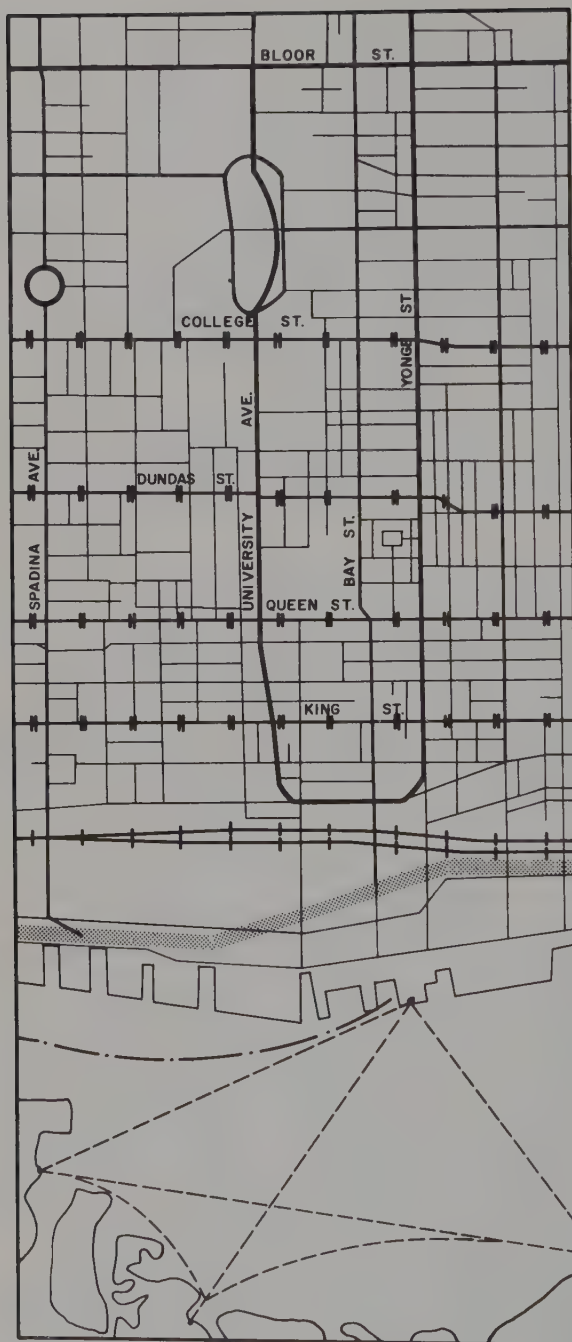 BLOOR ST.
COLLEGE ST.
YONGE ST.
SPADINA AVE.
UNIVERSITY AVE.
DUNDAS ST.
BAY ST.
QUEEN ST.
KING ST.